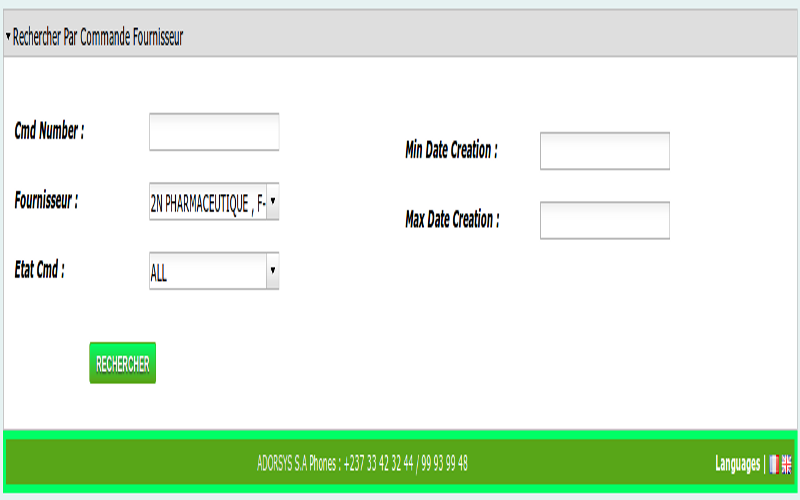 Rechercher Par Commande Fournisseur
Cmd Number :
Min Date Creation :
Fournisseur :
2N PHARMACEUTIQUE , F-
Max Date Creation :
Etat Cmd :
ALL
RECHERCHER
ADORSYS S.A Phones : +237 33 42 32 44 / 99 93 99 48
Languages |